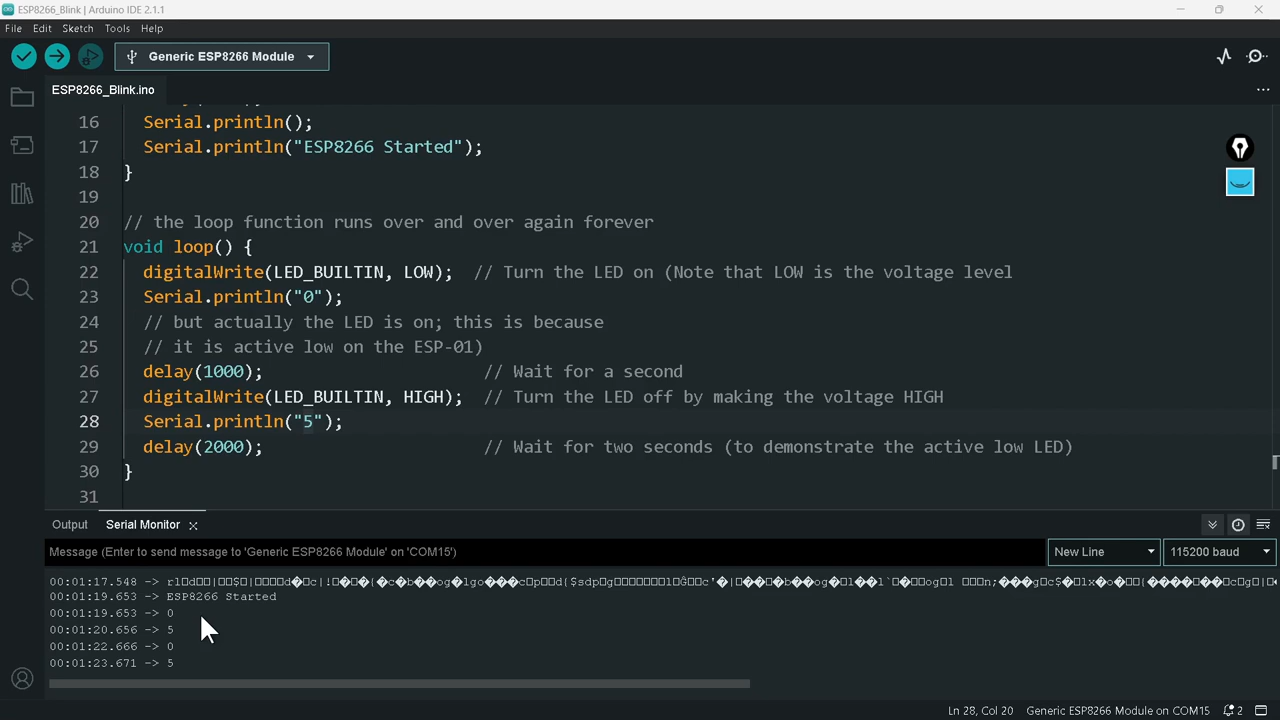 ESP8266_Blink | Arduino IDE 2.1.1
File Edit Sketch Tools Help
Generic ESP8266 Module
ESP8266_Blink.ino
16 Serial.println();
17 Serial.println("ESP8266 Started");
18 }
19
20 // the loop function runs over and over again forever
21 void loop() {
22 digitalWrite(LED_BUILTIN, LOW); // Turn the LED on (Note that LOW is the voltage level
23 Serial.println("0");
24 // but actually the LED is on; this is because
25 // it is active low on the ESP-01)
26 delay(1000); // Wait for a second
27 digitalWrite(LED_BUILTIN, HIGH); // Turn the LED off by making the voltage HIGH
28 Serial.println("5");
29 delay(2000); // Wait for two seconds (to demonstrate the active low LED)
30 }
31
Output Serial Monitor
Message (Enter to send message to 'Generic ESP8266 Module' on 'COM15') New Line 115200 baud
00:01:17.548 ->
00:01:19.653 -> ESP8266 Started
00:01:19.653 -> 0
00:01:20.656 -> 5
00:01:22.666 -> 0
00:01:23.671 -> 5
Ln 28, Col 20 Generic ESP8266 Module on COM15 2